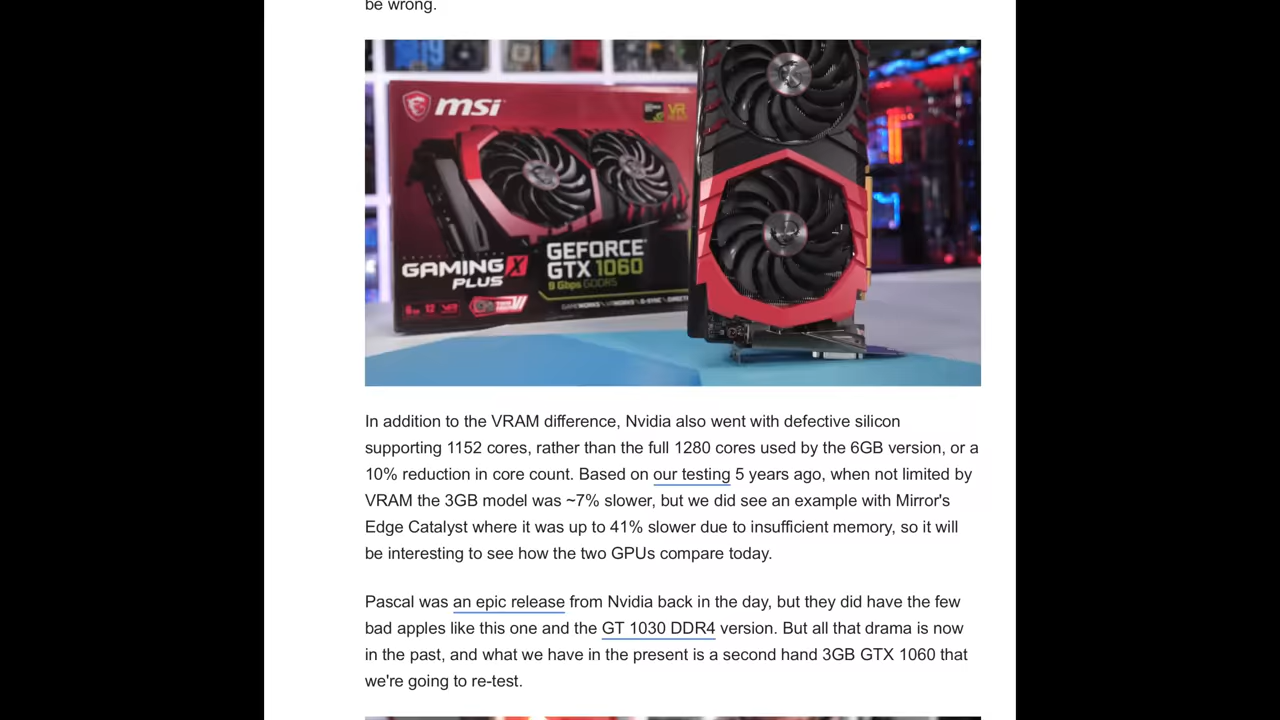 be wrong.
msi
GEFORCE
GTX 1060
GAMING X
PLUS
In addition to the VRAM difference, Nvidia also went with defective silicon
supporting 1152 cores, rather than the full 1280 cores used by the 6GB version, or a
10% reduction in core count. Based on our testing 5 years ago, when not limited by
VRAM the 3GB model was ~7% slower, but we did see an example with Mirror's
Edge Catalyst where it was up to 41% slower due to insufficient memory, so it will
be interesting to see how the two GPUs compare today.
Pascal was an epic release from Nvidia back in the day, but they did have the few
bad apples like this one and the GT 1030 DDR4 version. But all that drama is now
in the past, and what we have in the present is a second hand 3GB GTX 1060 that
we're going to re-test.